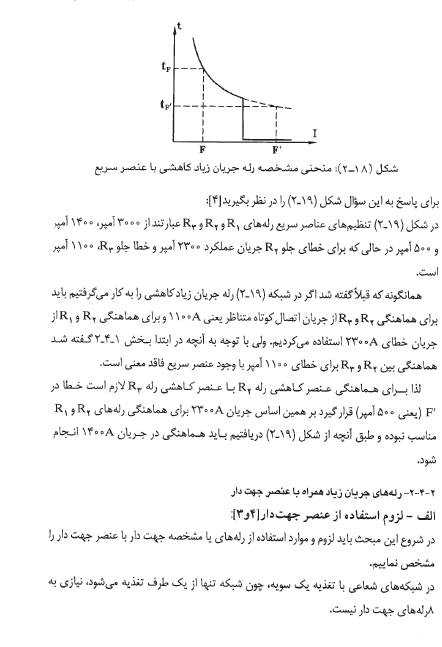 t
tF
tF'
I
F F'
شکل (۱۸-۲): منحنی مشخصه رله جریان زیاد کاهشی با عنصر سریع
برای پاسخ به این سؤال شکل (۱۹-۲) را در نظر بگیرید[۴]:
در شکل (۱۹-۲) تنظیم‌های عناصر سریع رله‌های R۱ و R۲ و R۳ عبارتند از ۳۰۰۰ آمپر، ۱۴۰۰ آمپر
و ۵۰۰ آمپر در حالی که برای خطای جلو R۲ جریان عملکرد ۲۳۰۰ آمپر و خطا جلو R۳، ۱۱۰۰ آمپر
است.
همانگونه که قبلاً گفته شد اگر در شبکه (۱۹-۲) رله جریان زیاد کاهشی را به کار می‌گرفتیم باید
برای هماهنگی R۲ و R۳ از جریان اتصال کوتاه متناظر یعنی ۱۱۰۰A و برای هماهنگی R۲ و R۱ از
جریان خطای ۲۳۰۰A استفاده می‌کردیم. ولی با توجه به آنچه در ابتدا بخش ۱-۴-۲ گفته شد
هماهنگی بین R۲ و R۳ برای خطای ۱۱۰۰ آمپر با وجود عنصر سریع فاقد معنی است.
لذا بـرای هـماهنگی عنصر کـاهشی رله R۲ بـا عنصر کـاهشی رله R۳ لازم است خطا در
F' (یعنی ۵۰۰ آمپر) قرار گیرد بر همین اساس جریان ۲۳۰۰A برای هماهنگی رله‌های R۲ و R۱
مناسب نبوده و طبق آنچه از شکل (۱۹-۲) دریافتیم بـاید هـماهنگی در جـریان ۱۴۰۰A انـجام
شود.
۲-۴-۲- رله‌های جریان زیاد همراه با عنصر جهت دار
الف - لزوم استفاده از عنصر جهت‌دار[۳و۴]:
در شروع این مبحث باید لزوم و موارد استفاده از رله‌های یا مشخصه جهت دار با عنصر جهت دار را
مشخص نماییم.
در شبکه‌های شعاعی با تغذیه یک سویه، چون شبکه تنها از یک طرف تغذیه می‌شود، نیازی به
۸رله‌های جهت دار نیست.